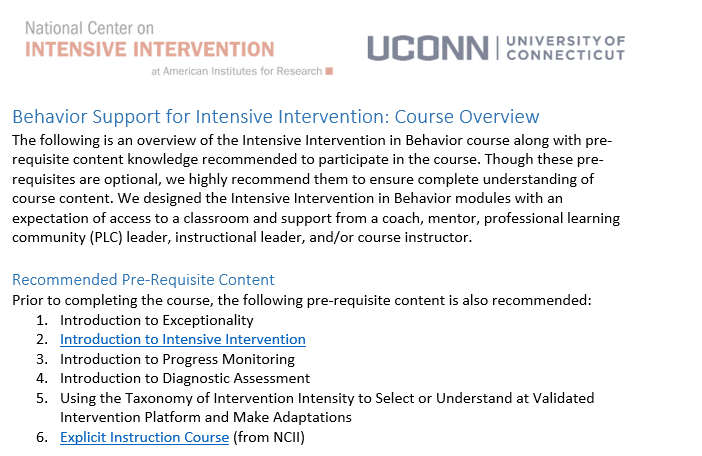 National Center on
INTENSIVE INTERVENTION
at American Institutes for Research
UCONN | UNIVERSITY OF
CONNECTICUT
Behavior Support for Intensive Intervention: Course Overview
The following is an overview of the Intensive Intervention in Behavior course along with pre-
requisite content knowledge recommended to participate in the course. Though these pre-
requisites are optional, we highly recommend them to ensure complete understanding of
course content. We designed the Intensive Intervention in Behavior modules with an
expectation of access to a classroom and support from a coach, mentor, professional learning
community (PLC) leader, instructional leader, and/or course instructor.
Recommended Pre-Requisite Content
Prior to completing the course, the following pre-requisite content is also recommended:
1. Introduction to Exceptionality
2. Introduction to Intensive Intervention
3. Introduction to Progress Monitoring
4. Introduction to Diagnostic Assessment
5. Using the Taxonomy of Intervention Intensity to Select or Understand at Validated
Intervention Platform and Make Adaptations
6. Explicit Instruction Course (from NCII)